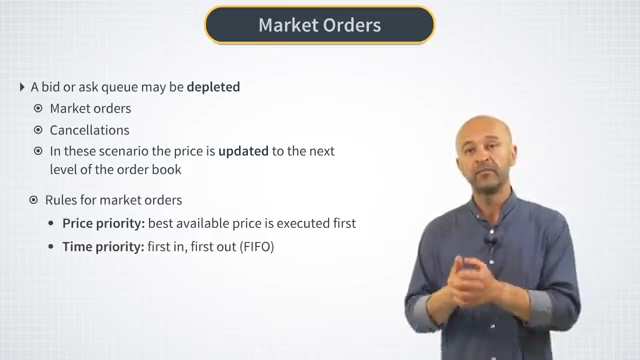 Market Orders
A bid or ask queue may be depleted
Market orders
Cancellations
In these scenario the price is updated to the next
level of the order book
Rules for market orders
Price priority: best available price is executed first
Time priority: first in, first out (FIFO)